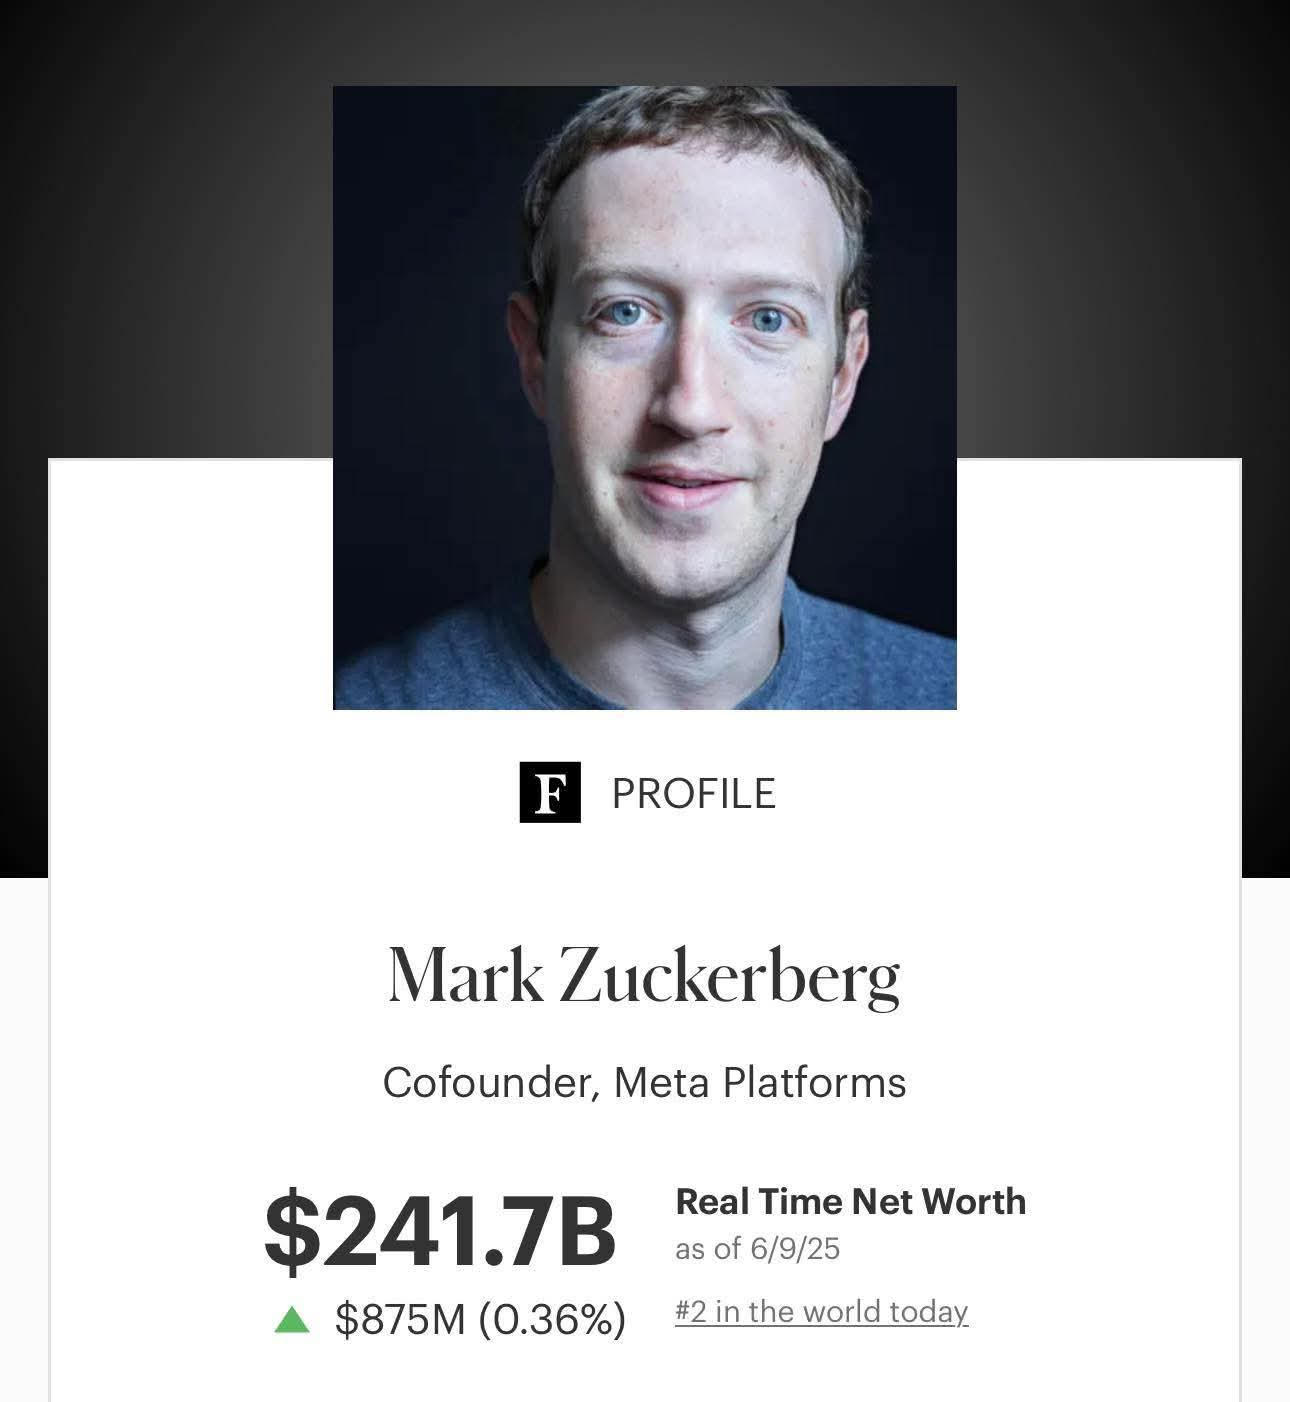 F PROFILE
Mark Zuckerberg
Cofounder, Meta Platforms
$241.7B
$875M (0.36%)
Real Time Net Worth
as of 6/9/25
#2 in the world today